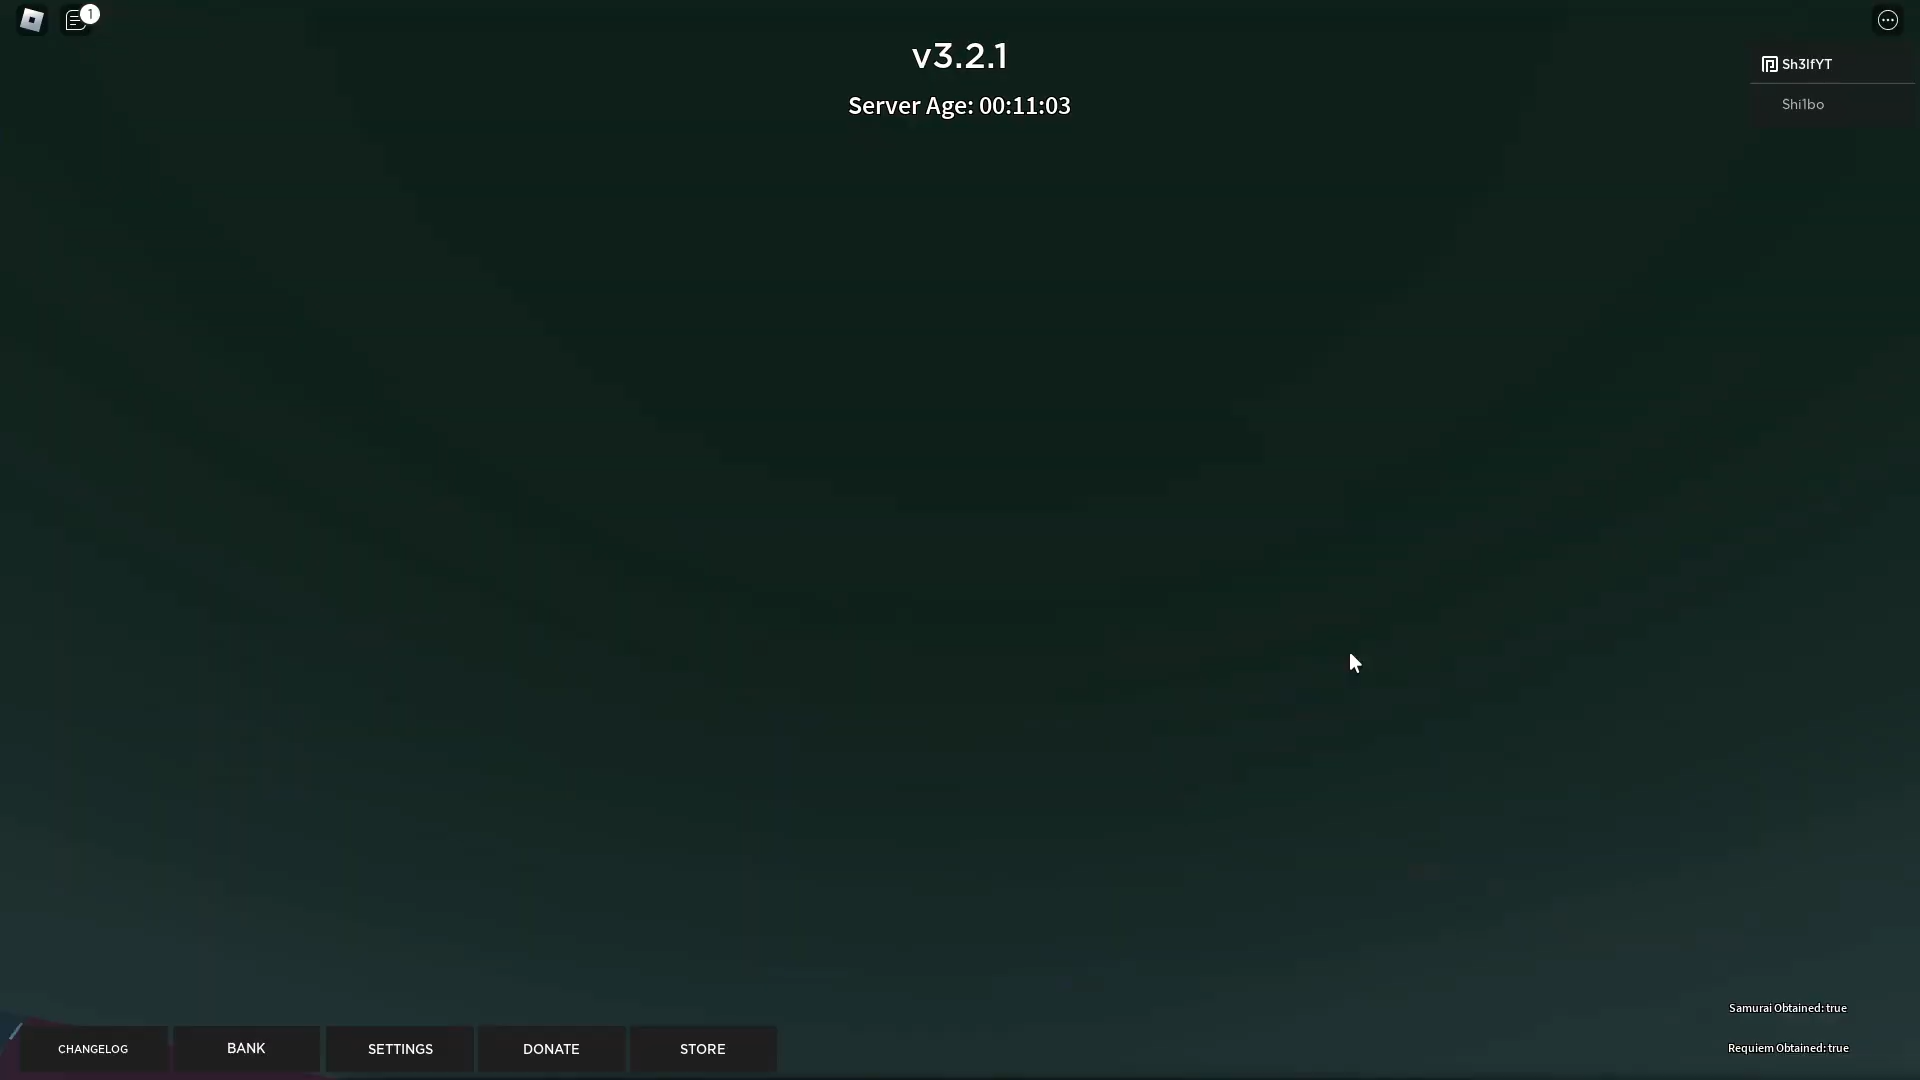 1
v3.2.1
Server Age: 00:11:03
Sh3lfYT
Shi1bo
Samurai Obtained: true
Requiem Obtained: true
CHANGELOG
BANK
SETTINGS
DONATE
STORE